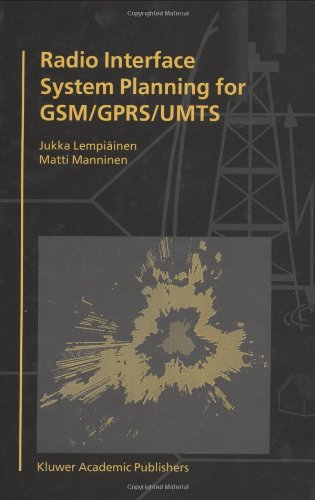 Radio Interface
System Planning for
GSM/GPRS/UMTS
Jukka Lempiäinen
Matti Manninen
Kluwer Academic Publishers